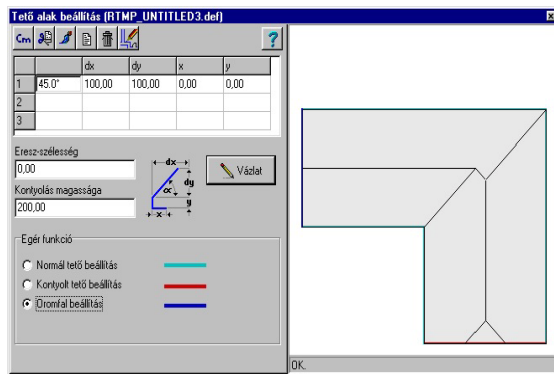 Tető alak beállítás (RTMP_UNTITLED3.def)
Cm
?
dx dy x y
1 45.0° 100,00 100,00 0,00 0,00
2
3
Eresz-szélesség
0,00
Kontyolás magassága
200,00
dx
dy
α
y
x
Vázlat
Egér funkció
Normál tető beállítás
Kontyolt tető beállítás
Oromfal beállítás
OK.